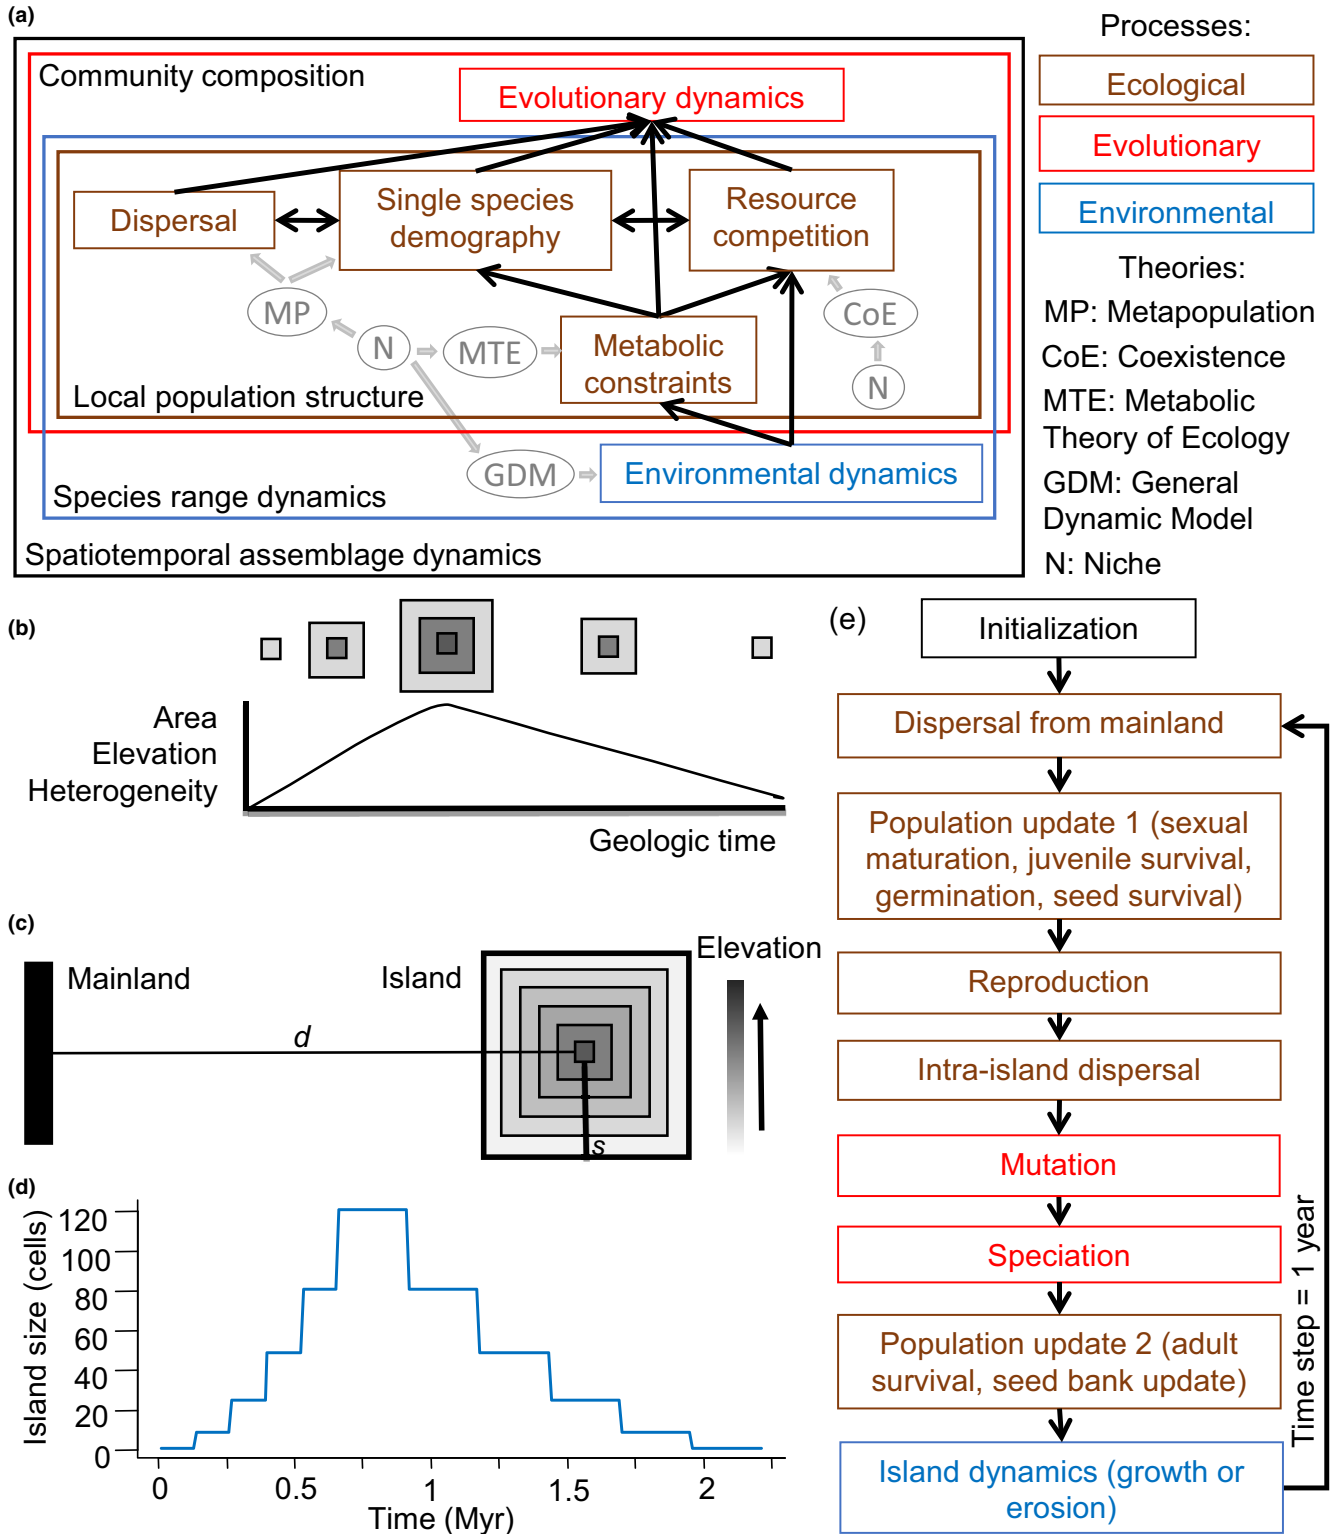 (a)
Community composition
Evolutionary dynamics
Dispersal
Single species
demography
Resource
competition
MP
N
MTE
Metabolic
constraints
CoE
N
Local population structure
GDM
Environmental dynamics
Species range dynamics
Spatiotemporal assemblage dynamics
Processes:
Ecological
Evolutionary
Environmental
Theories:
MP: Metapopulation
CoE: Coexistence
MTE: Metabolic
Theory of Ecology
GDM: General
Dynamic Model
N: Niche
(b)
Area
Elevation
Heterogeneity
Geologic time
(c)
Mainland
Island
Elevation
d
s
(d)
Island size (cells)
120
100
80
60
40
20
0
0
0.5
1
1.5
2
Time (Myr)
(e)
Initialization
Dispersal from mainland
Population update 1 (sexual
maturation, juvenile survival,
germination, seed survival)
Reproduction
Intra-island dispersal
Mutation
Speciation
Population update 2 (adult
survival, seed bank update)
Island dynamics (growth or
erosion)
Time step = 1 year